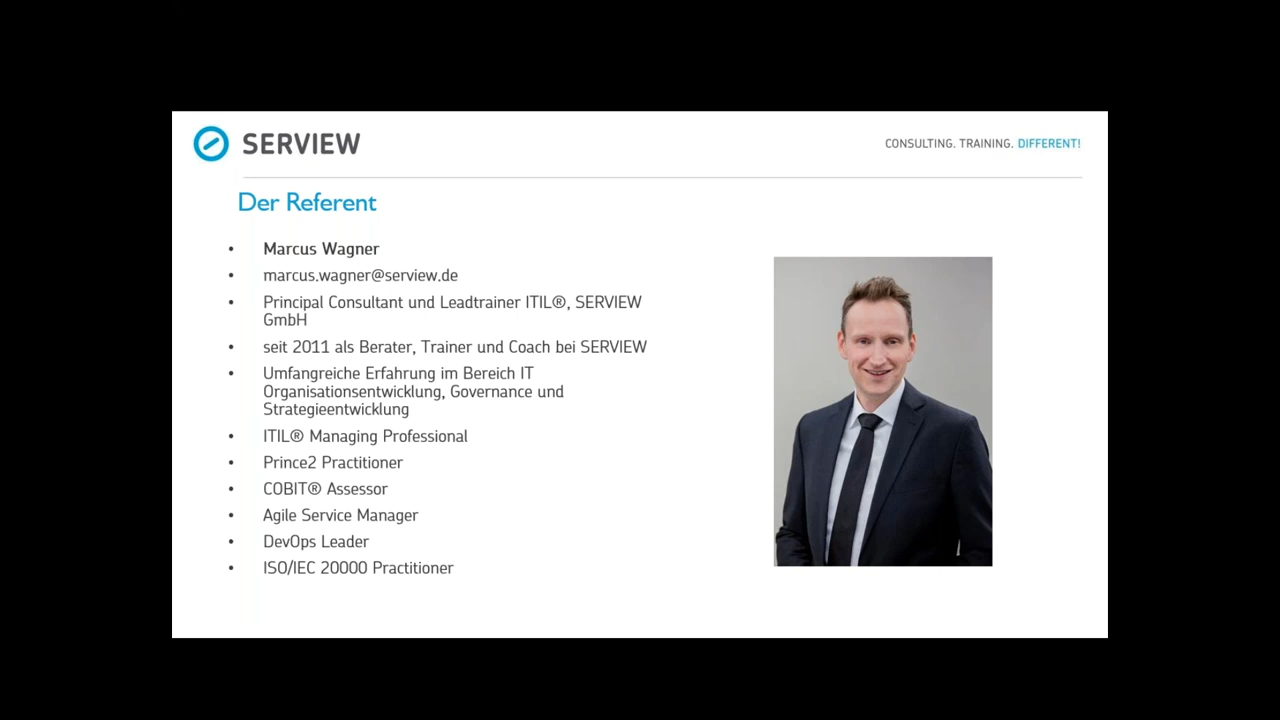 SERVIEW
CONSULTING. TRAINING. DIFFERENT!
Der Referent
• Marcus Wagner
• marcus.wagner@serview.de
• Principal Consultant und Leadtrainer ITIL®, SERVIEW
GmbH
• seit 2011 als Berater, Trainer und Coach bei SERVIEW
• Umfangreiche Erfahrung im Bereich IT
Organisationsentwicklung, Governance und
Strategieentwicklung
• ITIL® Managing Professional
• Prince2 Practitioner
• COBIT® Assessor
• Agile Service Manager
• DevOps Leader
• ISO/IEC 20000 Practitioner